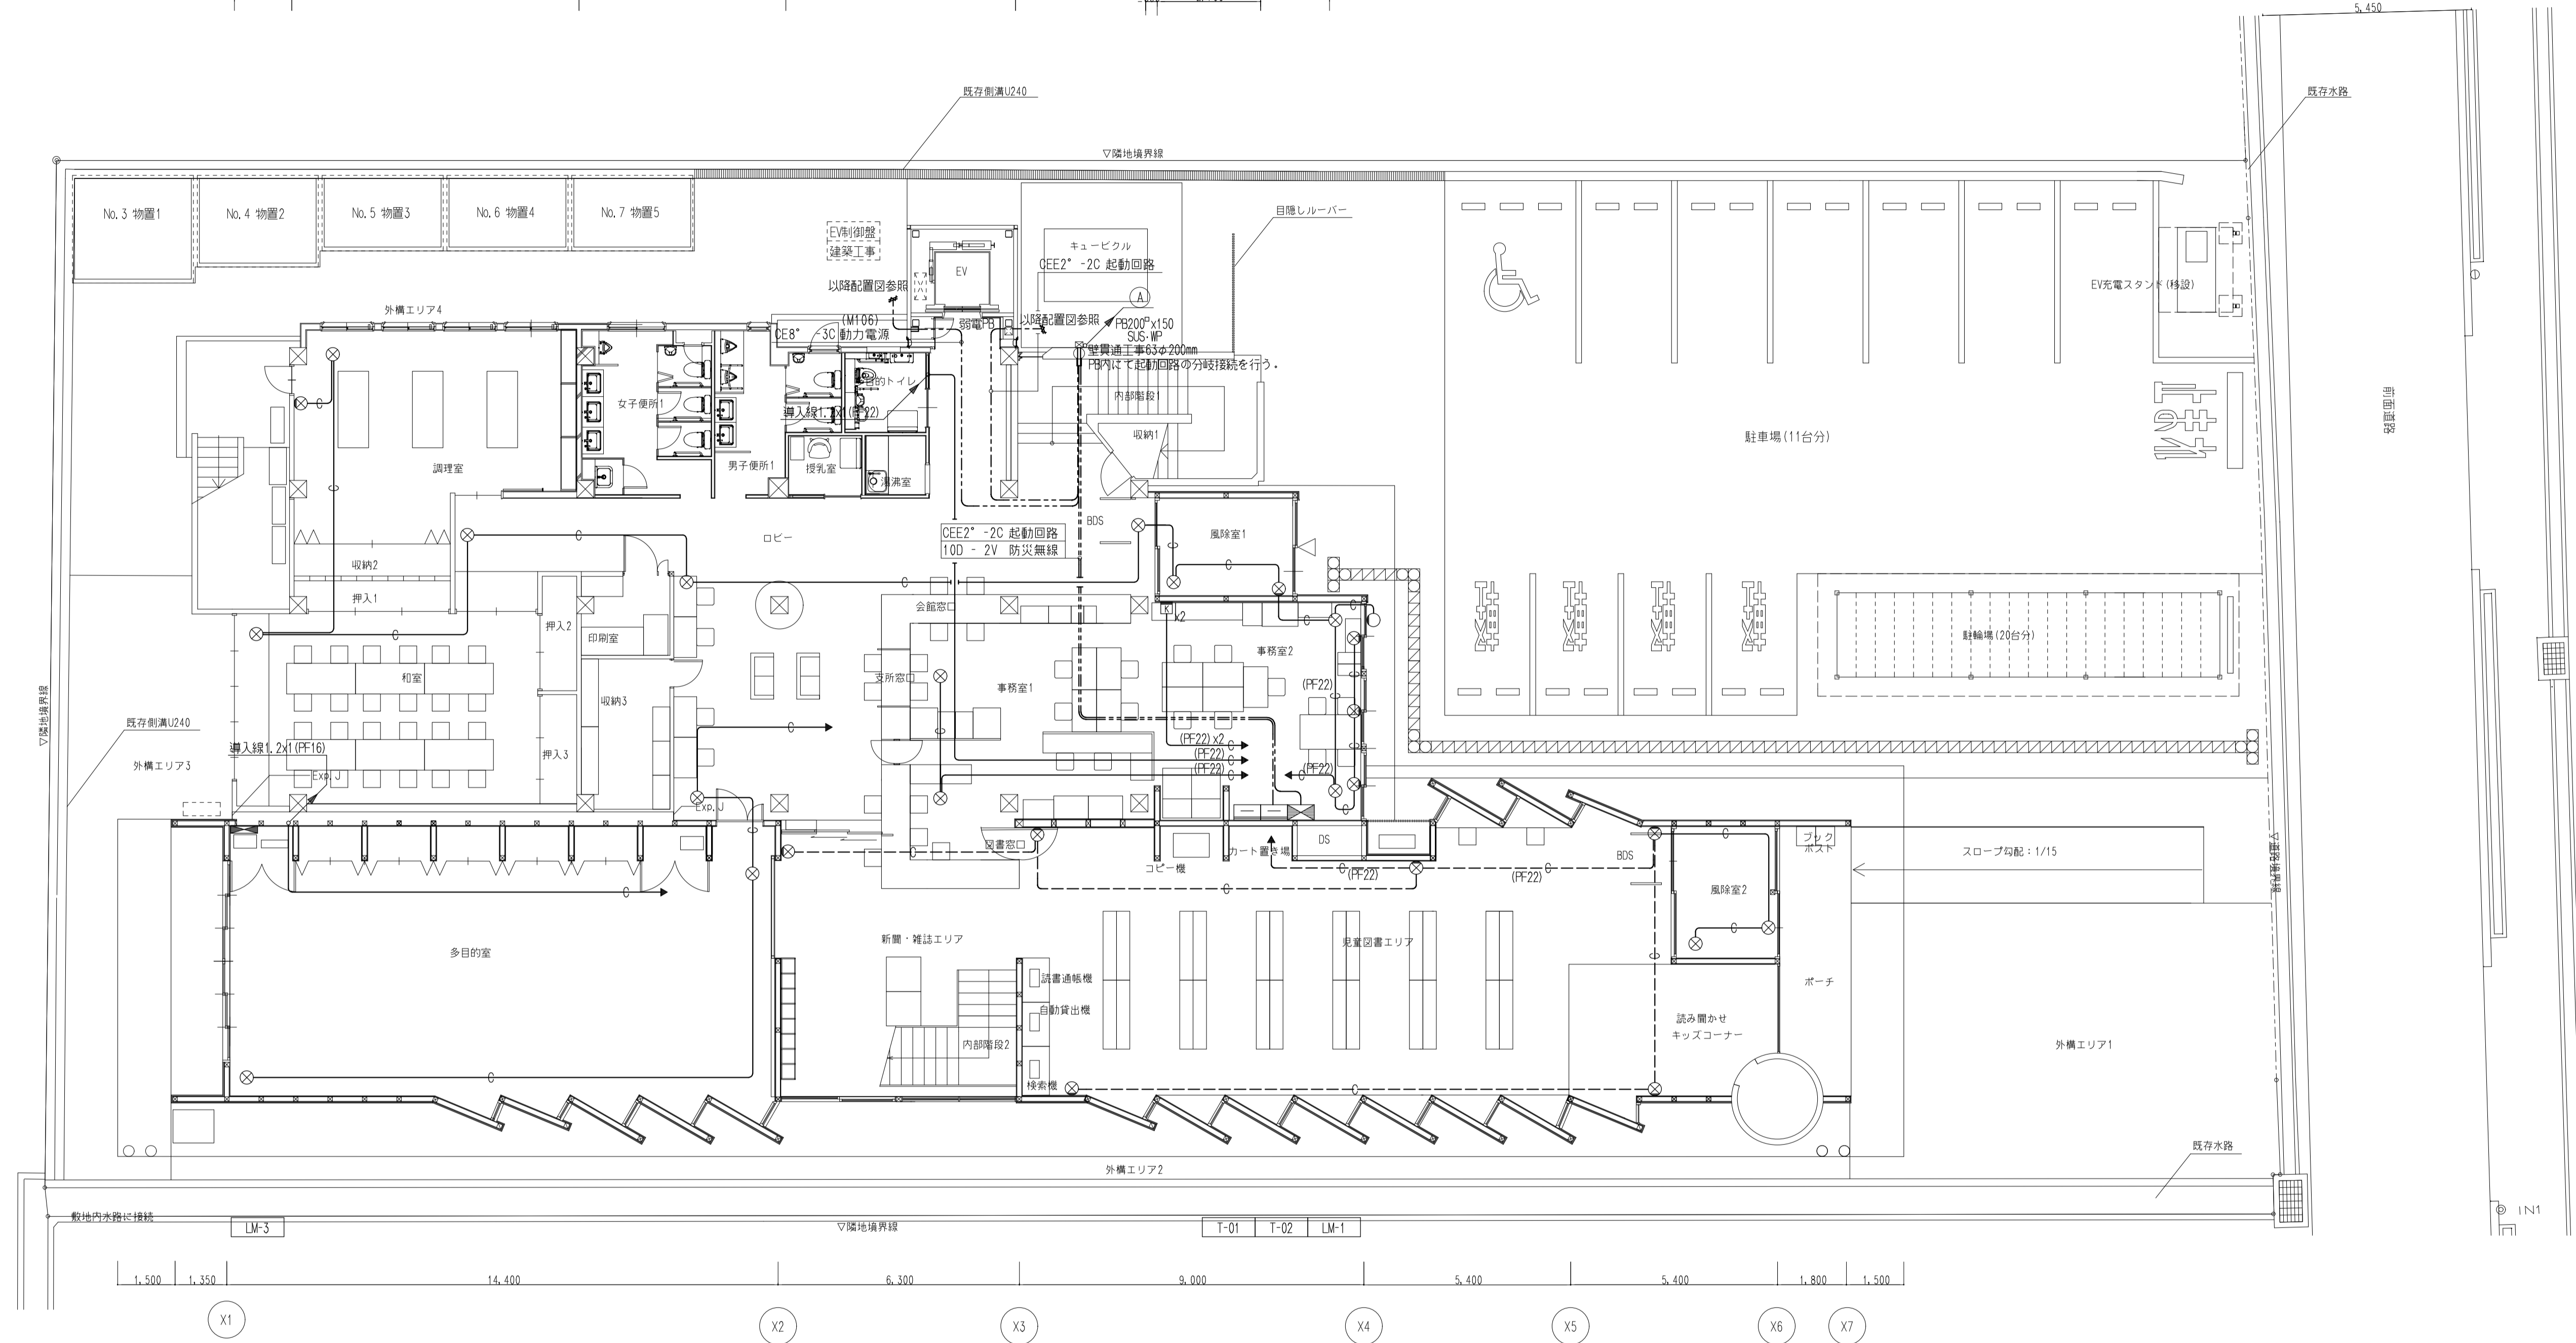 5,450
既存側溝U240
既存水路
▽隣地境界線
No.3 物置1
No.4 物置2
No.5 物置3
No.6 物置4
No.7 物置5
目隠しルーバー
EV制御盤
建築工事
キュービクル
CEE2° -2C 起動回路
EV
EV充電スタンド(移設)
以降配置図参照
A
外構エリア4
(M106)
CE8° -3C 動力電源
弱電PB
以降配置図参照
PB200□x150
SUS・WP
壁貫通工事63φ200mm
PB内にて起動回路の分岐接続を行う.
目的トイレ
女子便所1
導入線1.2x1(PF22)
内部階段1
収納1
駐車場(11台分)
止まれ
前面道路
調理室
男子便所1
授乳室
湯沸室
BDS
CEE2° -2C 起動回路
10D - 2V 防災無線
ロビー
風除室1
収納2
押入1
会館窓口
K
x2
押入2
印刷室
駐輪場(20台分)
事務室2
和室
支所窓口
事務室1
(PF22)
収納3
▽隣地境界線
既存側溝U240
導入線1.2x1(PF16)
押入3
(PF22)x2
(PF22)
(PF22)
(PF22)
外構エリア3
Exp.J
Exp.J
図書窓口
カート置き場
DS
コピー機
(PF22)
(PF22)
BDS
ブック
ポスト
スロープ勾配：1/15
▽道路境界線
風除室2
多目的室
新聞・雑誌エリア
児童図書エリア
読書通帳機
ポーチ
自動貸出機
読み聞かせ
キッズコーナー
内部階段2
外構エリア1
検索機
既存水路
外構エリア2
敷地内水路に接続
LM-3
▽隣地境界線
T-01
T-02
LM-1
IN1
1,500
1,350
14,400
6,300
9,000
5,400
5,400
1,800
1,500
X1
X2
X3
X4
X5
X6
X7